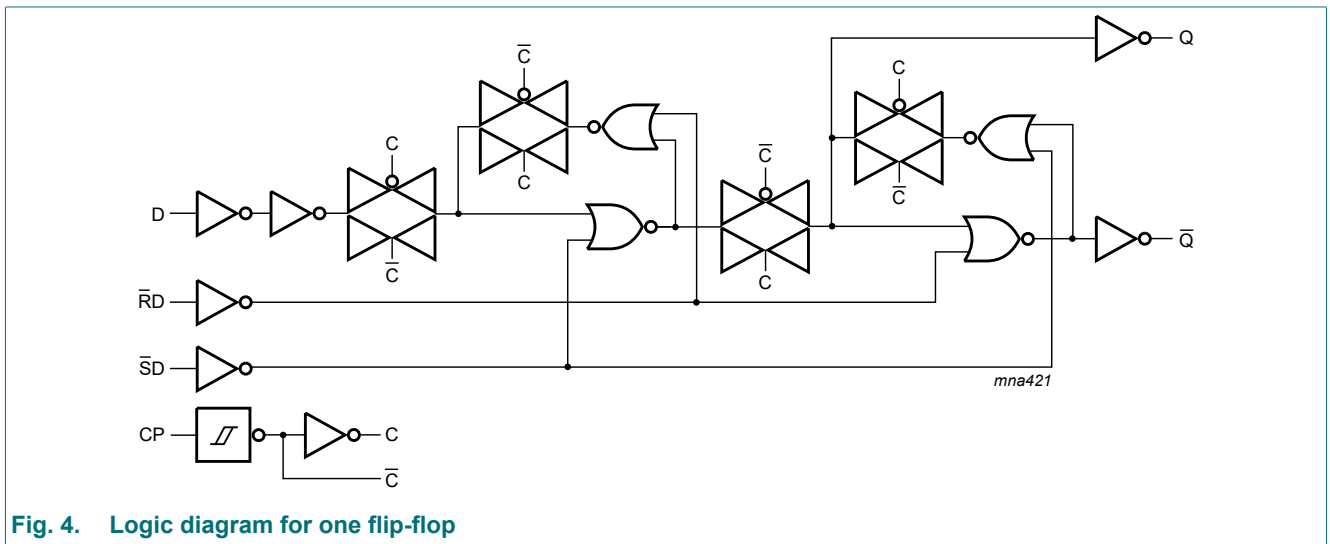 Q
C̅
C
C
C̅
C
C
D
C̅
C̅
Q̅
C
R̅D
S̅D
mna421
CP
C
C̅
Fig. 4. Logic diagram for one flip-flop